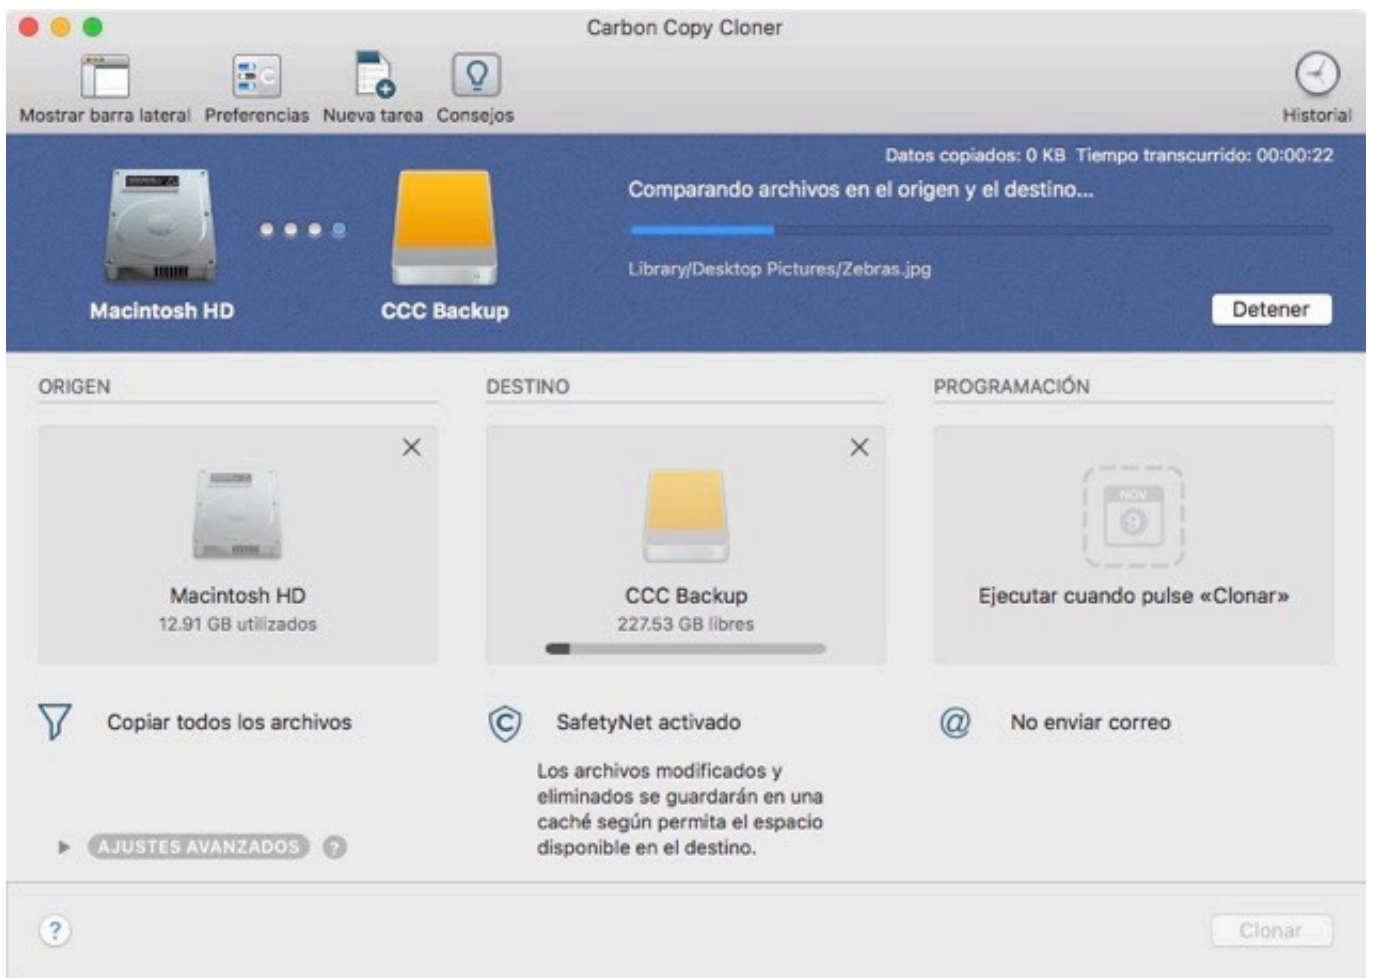 Carbon Copy Cloner
Mostrar barra lateral Preferencias Nueva tarea Consejos Historial
Datos copiados: 0 KB Tiempo transcurrido: 00:00:22
Comparando archivos en el origen y el destino...
Library/Desktop Pictures/Zebras.jpg
Macintosh HD CCC Backup
Detener
ORIGEN DESTINO PROGRAMACIÓN
NOV
9
Macintosh HD CCC Backup Ejecutar cuando pulse «Clonar»
12.91 GB utilizados 227.53 GB libres
Copiar todos los archivos SafetyNet activado @ No enviar correo
Los archivos modificados y
eliminados se guardarán en una
caché según permita el espacio
disponible en el destino.
AJUSTES AVANZADOS ?
? Clonar